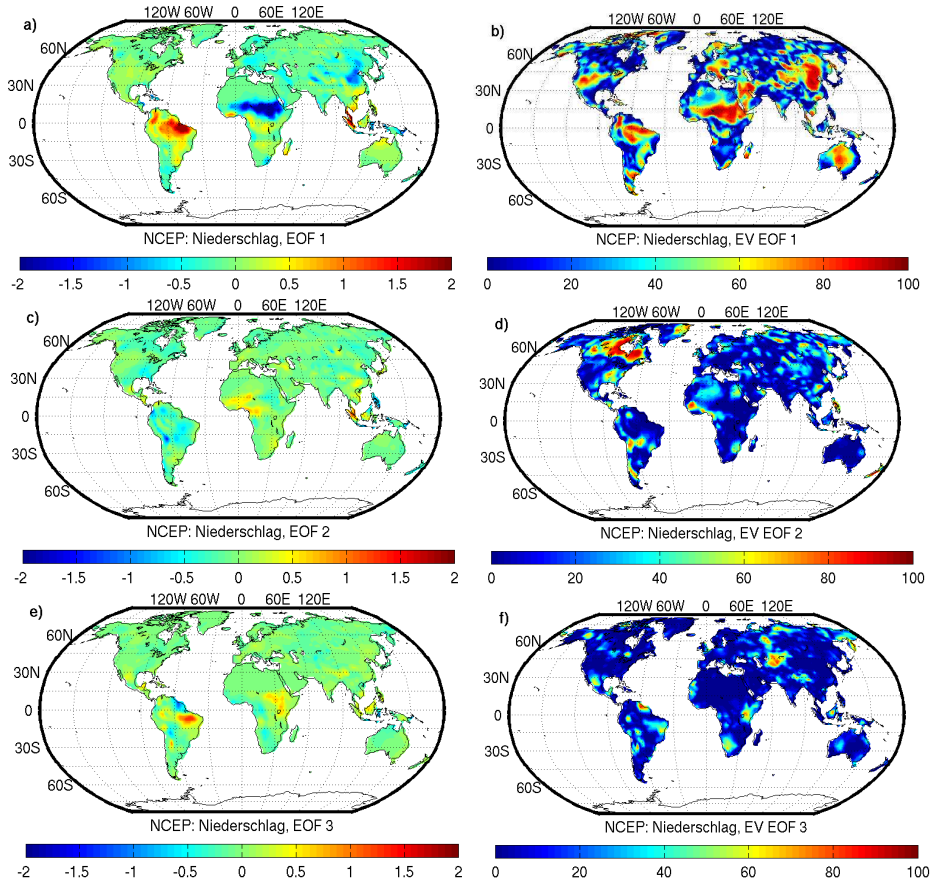 120W 60W 0 60E 120E
a)
60N
30N
0
30S
60S
NCEP: Niederschlag, EOF 1
-2 -1.5 -1 -0.5 0 0.5 1 1.5 2
120W 60W 0 60E 120E
b)
60N
30N
0
30S
60S
NCEP: Niederschlag, EV EOF 1
0 20 40 60 80 100
120W 60W 0 60E 120E
c)
60N
30N
0
30S
60S
NCEP: Niederschlag, EOF 2
-2 -1.5 -1 -0.5 0 0.5 1 1.5 2
120W 60W 0 60E 120E
d)
60N
30N
0
30S
60S
NCEP: Niederschlag, EV EOF 2
0 20 40 60 80 100
120W 60W 0 60E 120E
e)
60N
30N
0
30S
60S
NCEP: Niederschlag, EOF 3
-2 -1.5 -1 -0.5 0 0.5 1 1.5 2
120W 60W 0 60E 120E
f)
60N
30N
0
30S
60S
NCEP: Niederschlag, EV EOF 3
0 20 40 60 80 100